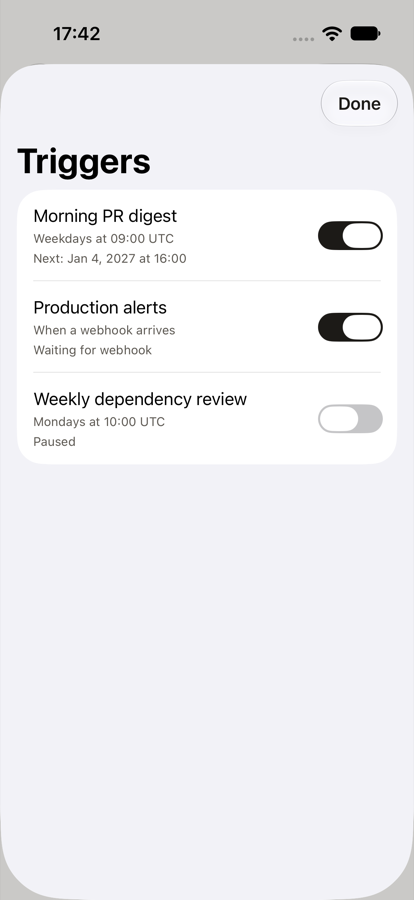 17:42
Done
Triggers
Morning PR digest
Weekdays at 09:00 UTC
Next: Jan 4, 2027 at 16:00
Production alerts
When a webhook arrives
Waiting for webhook
Weekly dependency review
Mondays at 10:00 UTC
Paused